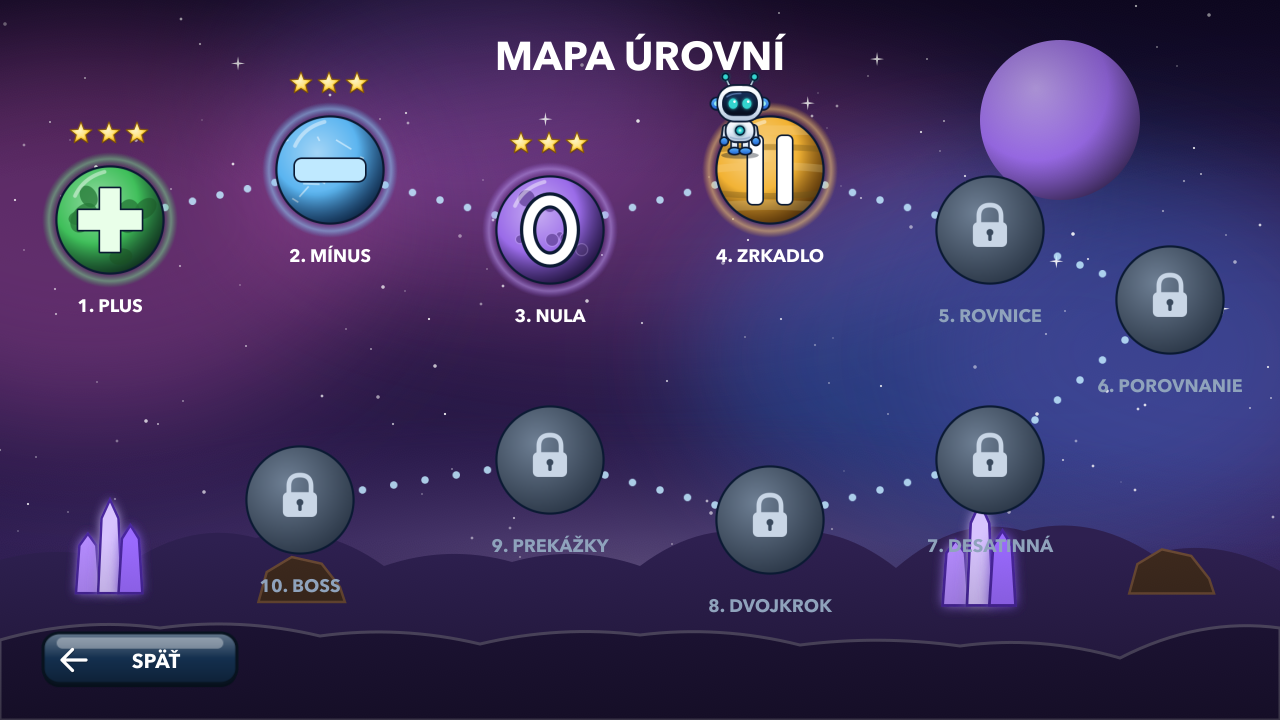 MAPA ÚROVNÍ
1. PLUS
2. MÍNUS
0
3. NULA
4. ZRKADLO
5. ROVNICE
6. POROVNANIE
7. DESATINNÁ
8. DVOJKROK
9. PREKÁŽKY
10. BOSS
SPÄŤ